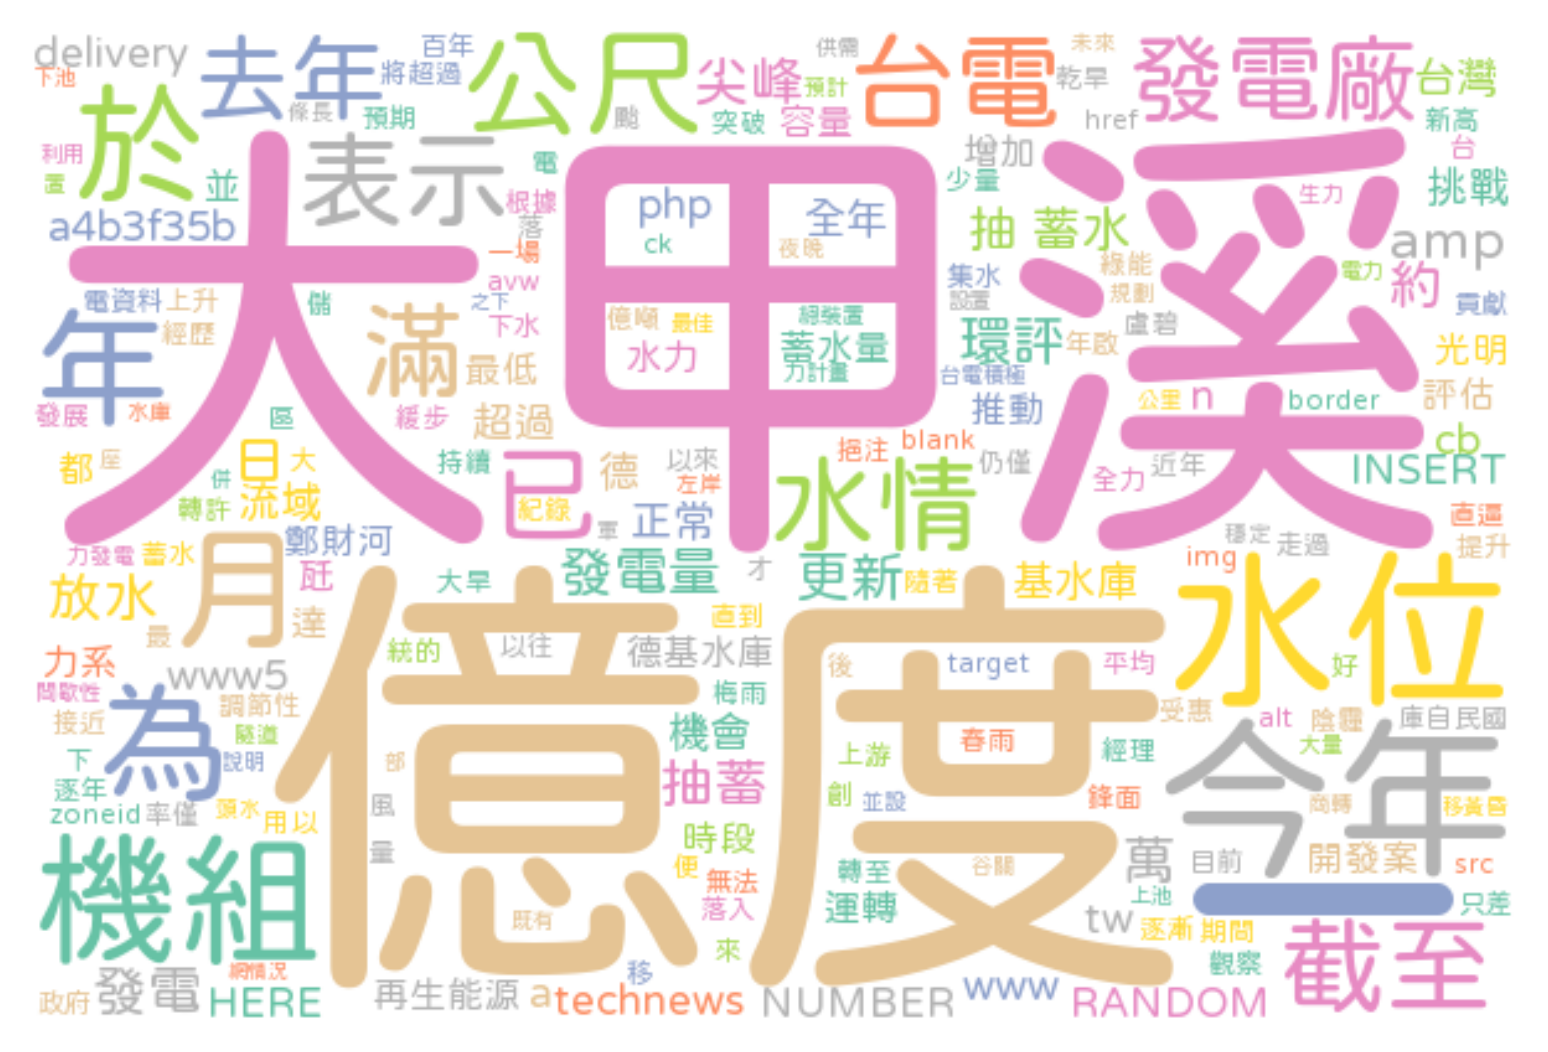 delivery
下池
去年
百年
將超過
公尺
尖峰
供需
預計
台電
未來
乾旱
發電廠
台灣
於
條長
預期
颱
突破
容量
href
新高
利用
置
並
表示
電
根據
落
增加
少量
台
挑戰
a4b3f35b
一場
avw
php
ck
全年
夜晚
抽 蓄水
生力
amp
大甲溪
電資料
上升
儲
之下
下水
集水
設置
綠能
規劃
電力
約
貢獻
年
經歷
滿
最低
億噸
最佳
水力
蓄水量
力計畫
環評
年啟
盧碧
光明
台電積極
發展
水庫
區
緩步
超過
推動
公里
n
border
評估
都
座
日
大
併
持續
已
紀錄
德
以來
左岸
挹注
blank
仍僅
全力
近年
cb
INSERT
轉許
流域
正常
水情
直逼
力發電
蓄水
鄭財河
穩定
走過
提升
img
放水
月
瓩
大旱
發電量
才
更新
隨著
基水庫
水位
最
達
億度
直到
力系
www5
統的
以往
德基水庫
後
target
平均
好
間歇性
接近
為
調節性
隧道
說明
梅雨
機會
受惠
alt
陰霾
庫自民國
大量
下
逐年
部
抽蓄
上游
春雨
經理
今年
zoneid
率僅
頭水
用以
風
創
並設
鋒面
商轉
移黃昏
機組
量
時段
便
無法
落入
轉至
運轉
谷關
萬
目前
開發案
src
上池
一
只差
既有
來
tw
逐漸
期間
截至
觀察
政府
發電
HERE
再生能源
a
technews
移
NUMBER
www
RANDOM